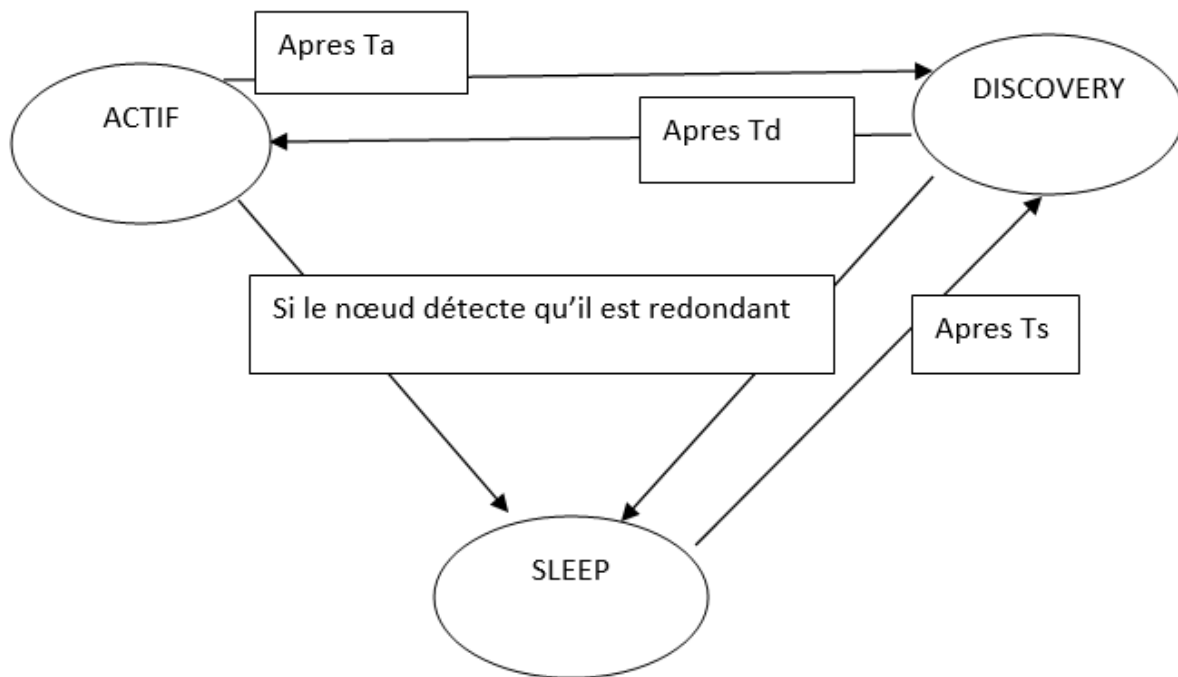 Apres Ta
ACTIF
DISCOVERY
Apres Td
Si le nœud détecte qu’il est redondant
Apres Ts
SLEEP